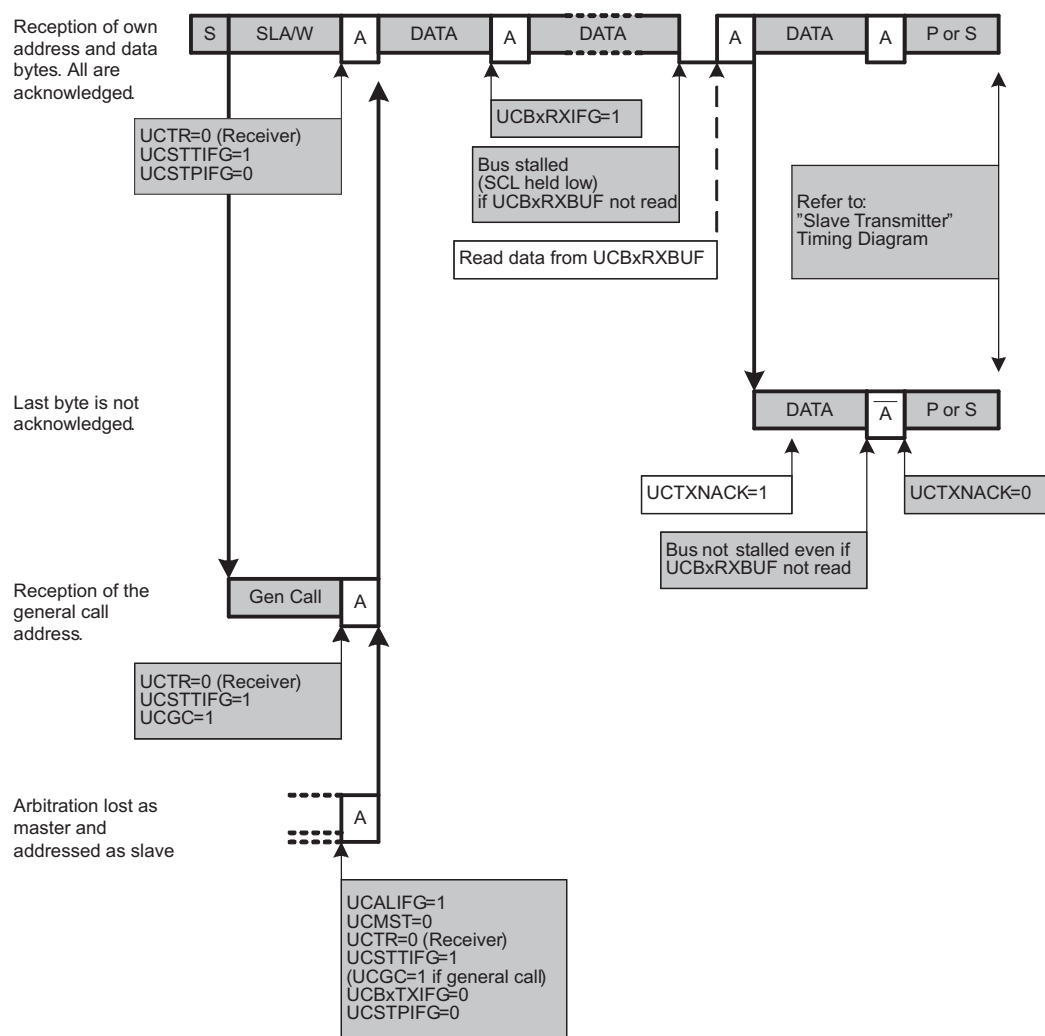 Reception of own
address and data
bytes. All are
acknowledged.
S SLA/W A DATA A DATA A DATA A P or S
UCTR=0 (Receiver)
UCSTTIFG=1
UCSTPIFG=0
UCBxRXIFG=1
Bus stalled
(SCL held low)
if UCBxRXBUF not read
Read data from UCBxRXBUF
Refer to:
”Slave Transmitter”
Timing Diagram
Last byte is not
acknowledged.
DATA A P or S
UCTXNACK=1
UCTXNACK=0
Bus not stalled even if
UCBxRXBUF not read
Reception of the
general call
address.
Gen Call A
UCTR=0 (Receiver)
UCSTTIFG=1
UCGC=1
Arbitration lost as
master and
addressed as slave
A
UCALIFG=1
UCMST=0
UCTR=0 (Receiver)
UCSTTIFG=1
(UCGC=1 if general call)
UCBxTXIFG=0
UCSTPIFG=0